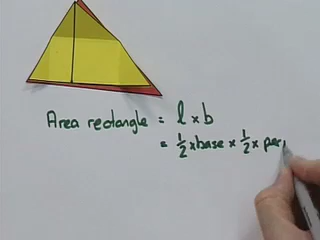 Area rectangle = l × b
= 1/2 × base × 1/2 × per